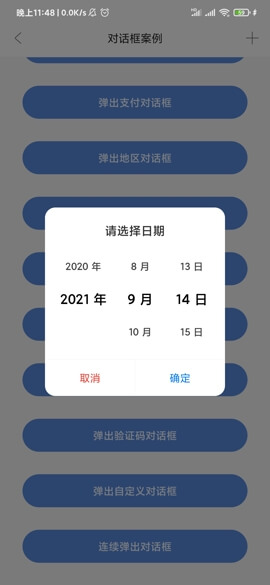 晚上11:48 | 0.0K/s
59
对话框案例
弹出支付对话框
弹出地区对话框
请选择日期
2020 年 8 月 13 日
2021 年 9 月 14 日
10 月 15 日
取消 确定
弹出验证码对话框
弹出自定义对话框
连续弹出对话框